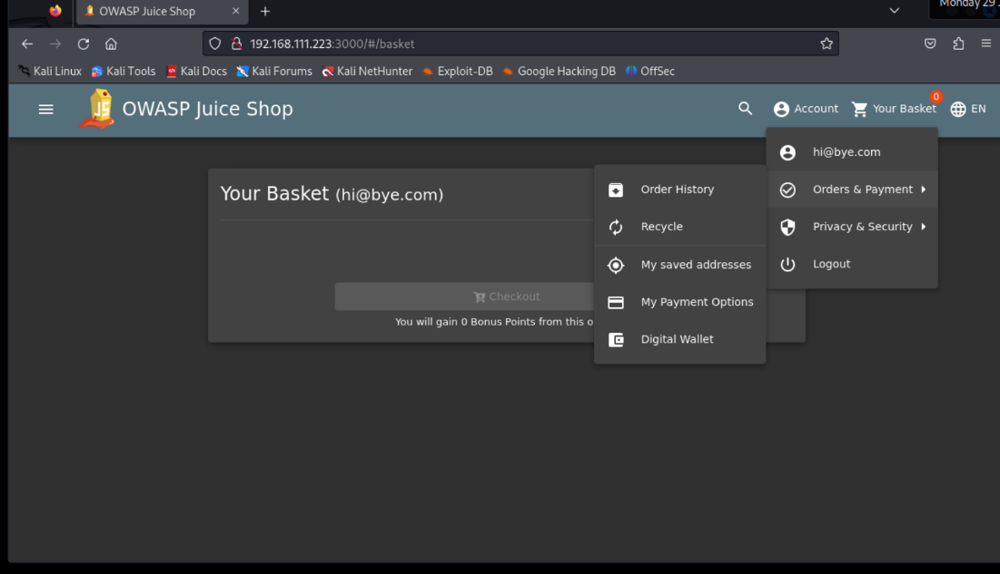 Monday 29
OWASP Juice Shop
192.168.111.223:3000/#/basket
Kali Linux Kali Tools Kali Docs Kali Forums Kali NetHunter Exploit-DB Google Hacking DB OffSec
OWASP Juice Shop
Account
0
Your Basket
EN
Your Basket (hi@bye.com)
Checkout
You will gain 0 Bonus Points from this o
hi@bye.com
Orders & Payment
Privacy & Security
Logout
Order History
Recycle
My saved addresses
My Payment Options
Digital Wallet